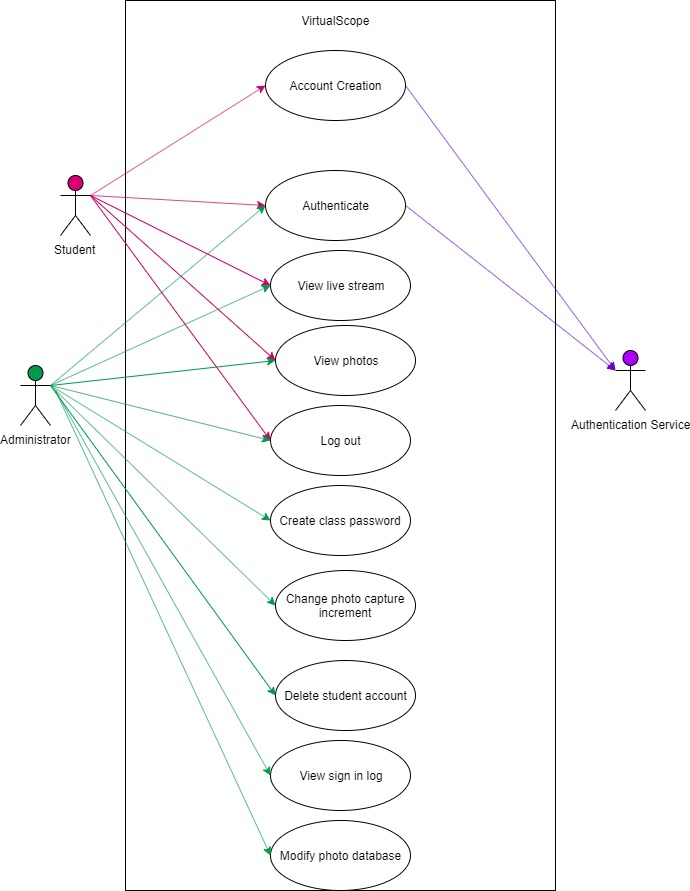 VirtualScope
Account Creation
Authenticate
Student
View live stream
View photos
Authentication Service
Administrator
Log out
Create class password
Change photo capture
increment
Delete student account
View sign in log
Modify photo database